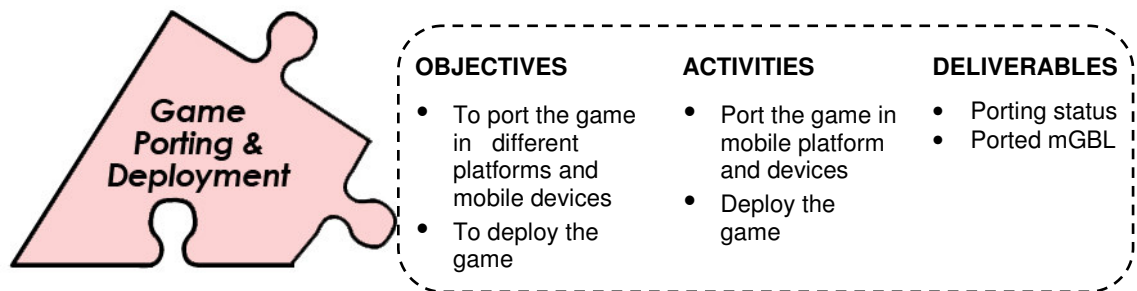 Game
Porting &
Deployment
OBJECTIVES
• To port the game
in different
platforms and
mobile devices
• To deploy the
game
ACTIVITIES
• Port the game in
mobile platform
and devices
• Deploy the
game
DELIVERABLES
• Porting status
• Ported mGBL